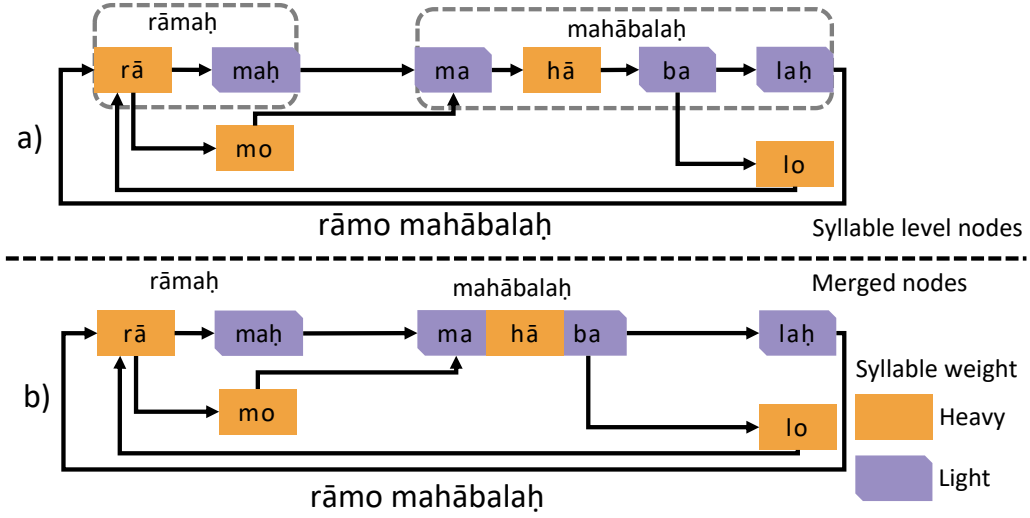 rāmaḥ
mahābalaḥ
rā maḥ ma hā ba laḥ
a)
mo
lo
rāmo mahābalaḥ
Syllable level nodes
Merged nodes
rāmaḥ
mahābalaḥ
rā maḥ ma hā ba laḥ
b)
mo
lo
rāmo mahābalaḥ
Syllable weight
Heavy
Light